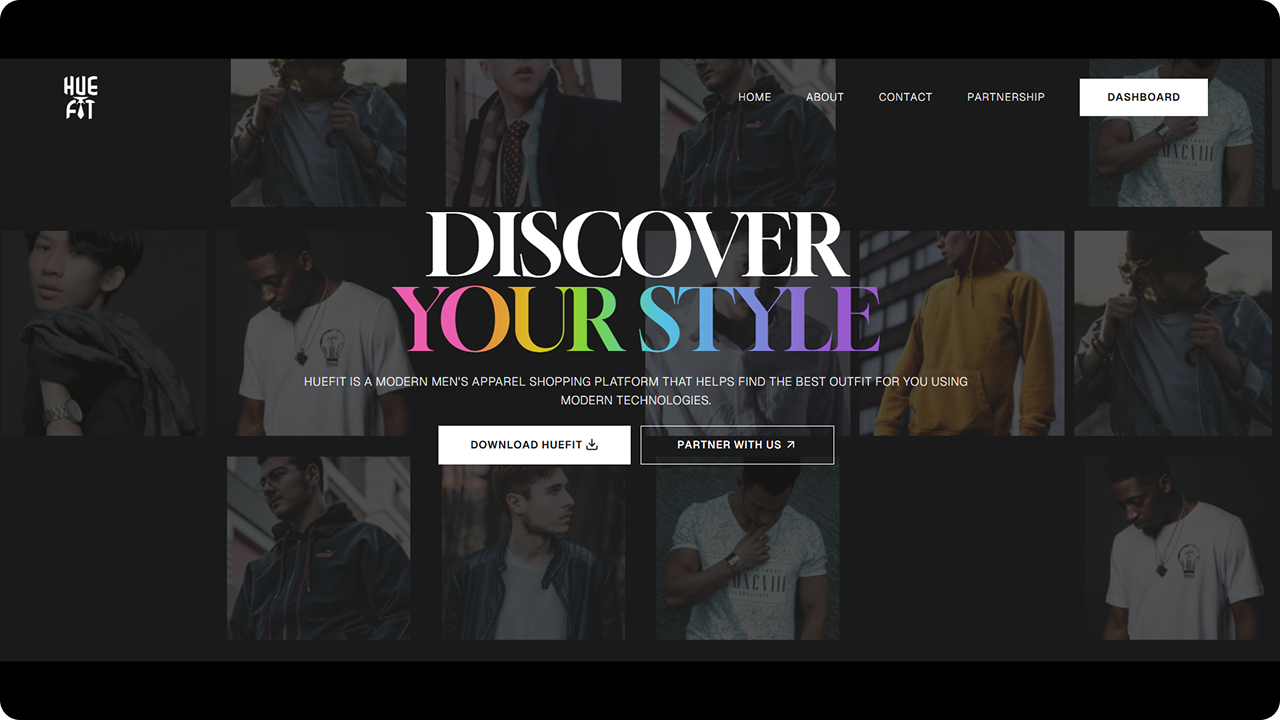 HUE
FIT
HOME ABOUT CONTACT PARTNERSHIP DASHBOARD
DISCOVER
YOUR STYLE
HUEFIT IS A MODERN MEN'S APPAREL SHOPPING PLATFORM THAT HELPS FIND THE BEST OUTFIT FOR YOU USING
MODERN TECHNOLOGIES.
DOWNLOAD HUEFIT PARTNER WITH US